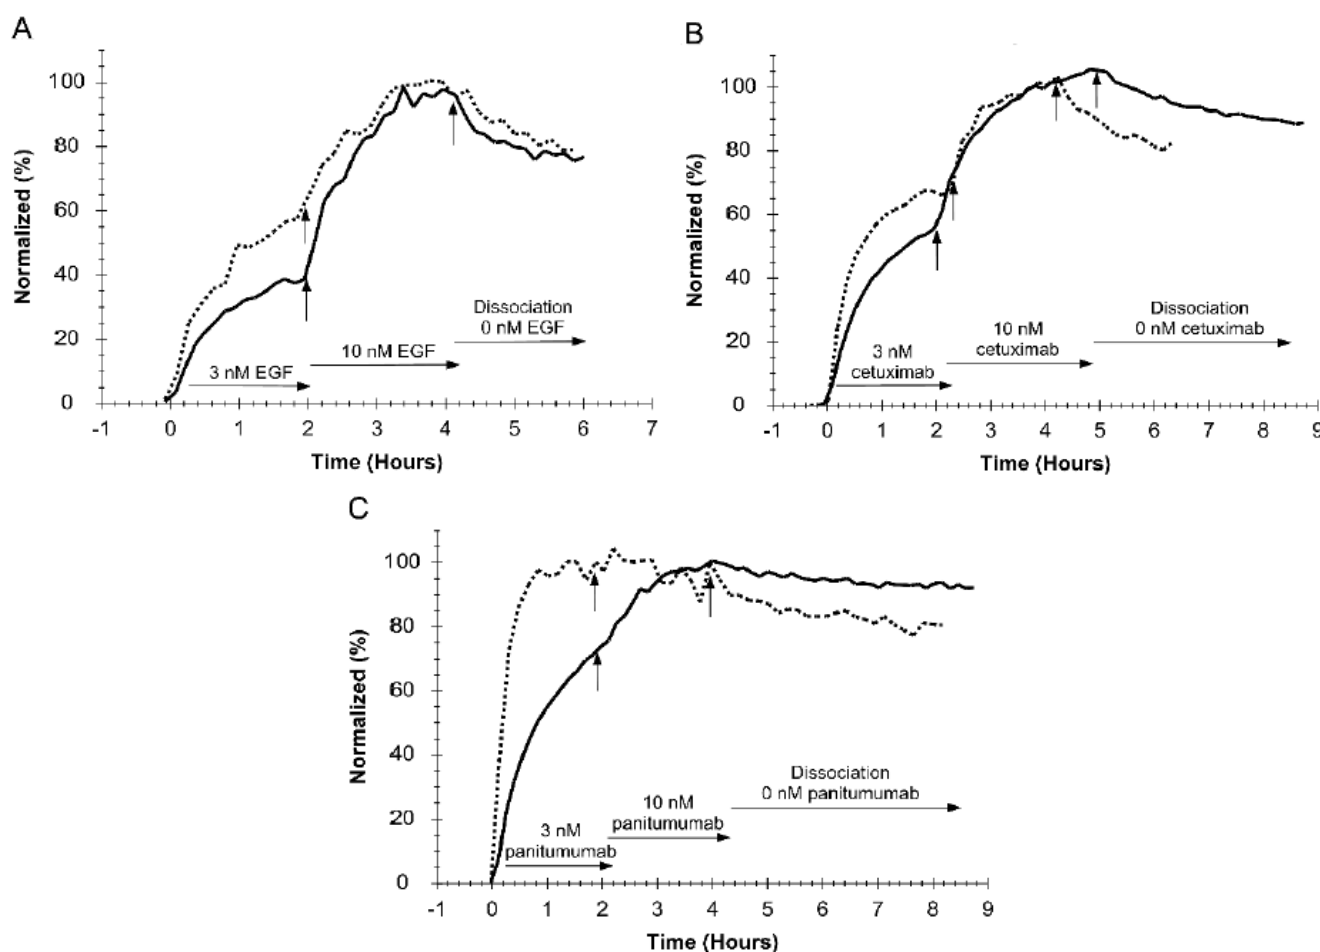 A
Normalized (%)
100
80
60
40
20
0
Dissociation
0 nM EGF
10 nM EGF
3 nM EGF
-1 0 1 2 3 4 5 6 7
Time (Hours)
B
Normalized (%)
100
80
60
40
20
0
Dissociation
0 nM cetuximab
10 nM
cetuximab
3 nM
cetuximab
-1 0 1 2 3 4 5 6 7 8 9
Time (Hours)
C
Normalized (%)
100
80
60
40
20
0
Dissociation
0 nM panitumumab
10 nM
panitumumab
3 nM
panitumumab
-1 0 1 2 3 4 5 6 7 8 9
Time (Hours)